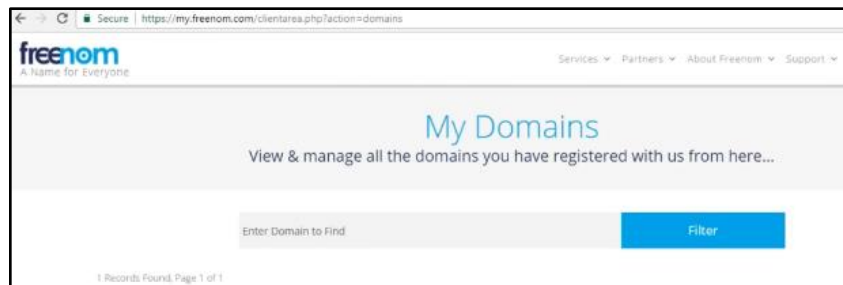 Secure | https://my.freenom.com/clientarea.php?action=domains
freenom
A Name for Everyone
Services Partners About Freenom Support
My Domains
View & manage all the domains you have registered with us from here...
Enter Domain to Find Filter
1 Records Found, Page 1 of 1